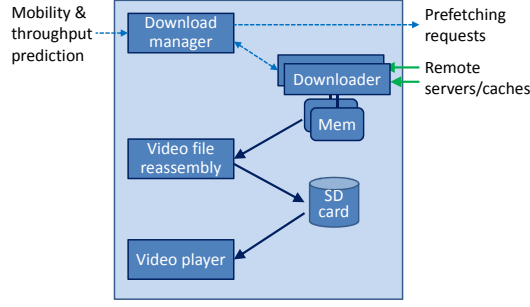 Mobility &
throughput
prediction
Download
manager
Prefetching
requests
Downloader
Remote
servers/caches
Mem
Video file
reassembly
SD
card
Video player